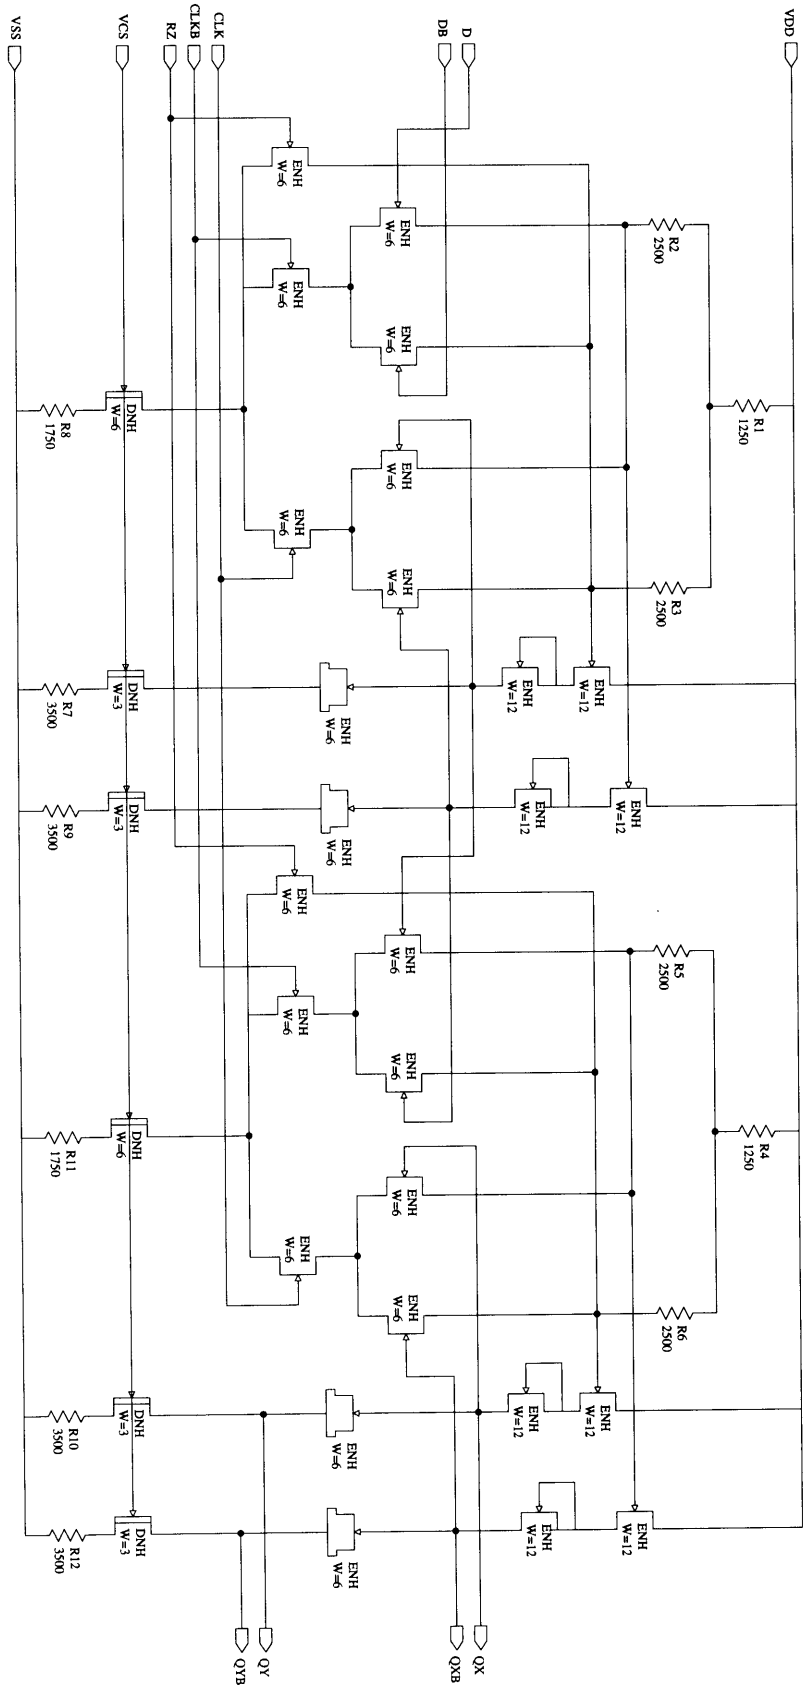 VDD
R1
1250
R4
1250
R2
2500
R3
2500
R5
2500
R6
2500
ENH
W=12
ENH
W=12
ENH
W=12
ENH
W=12
ENH
W=12
ENH
W=12
ENH
W=12
ENH
W=12
D
DB
QX
QXB
ENH
W=6
ENH
W=6
ENH
W=6
ENH
W=6
ENH
W=6
ENH
W=6
ENH
W=6
ENH
W=6
ENH
W=6
ENH
W=6
ENH
W=6
ENH
W=6
ENH
W=6
ENH
W=6
ENH
W=6
ENH
W=6
ENH
W=6
ENH
W=6
CLK
CLKB
RZ
QY
QYB
VCS
DNH
W=6
DNH
W=3
DNH
W=3
DNH
W=6
DNH
W=3
DNH
W=3
R8
1750
R7
3500
R9
3500
R11
1750
R10
3500
R12
3500
VSS